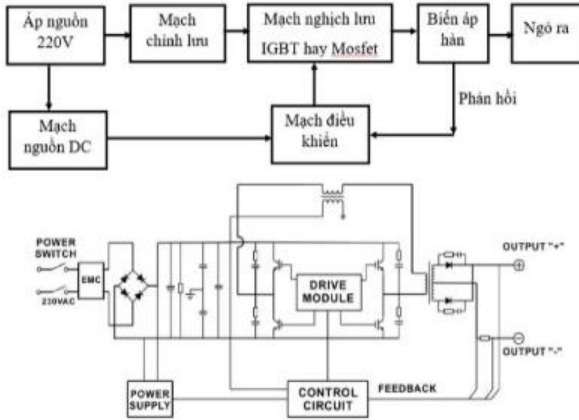 Áp nguồn
220V
Mạch
chỉnh lưu
Mạch nghịch lưu
IGBT hay Mosfet
Biến áp
hàn
Ngõ ra
Mạch
nguồn DC
Mạch điều
khiển
Phản hồi
POWER
SWITCH
EMC
220VAC
DRIVE
MODULE
OUTPUT "+"
OUTPUT "-"
POWER
SUPPLY
CONTROL
CIRCUIT
FEEDBACK